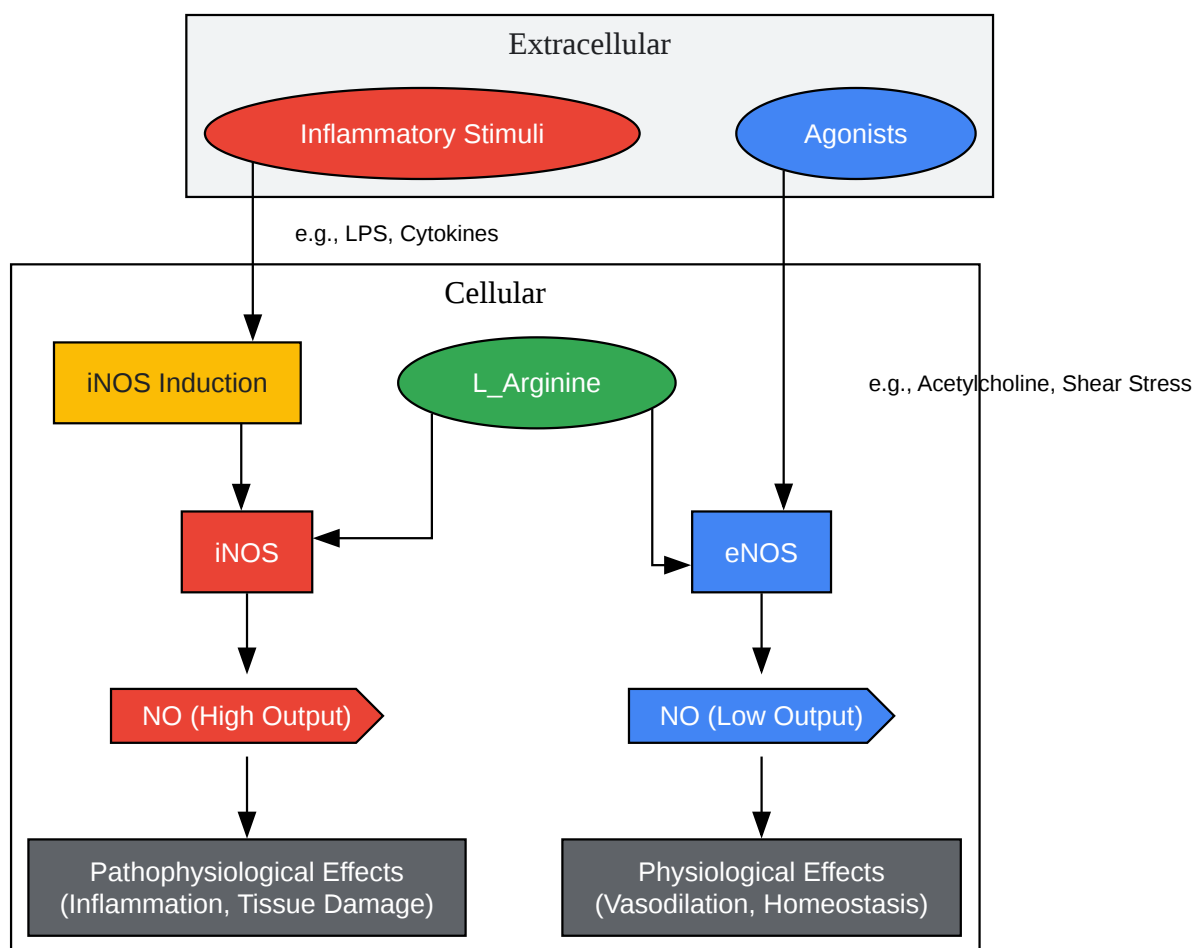 Extracellular
Inflammatory Stimuli
Agonists
e.g., LPS, Cytokines
Cellular
iNOS Induction
L_Arginine
e.g., Acetylcholine, Shear Stress
iNOS
eNOS
NO (High Output)
NO (Low Output)
Pathophysiological Effects
(Inflammation, Tissue Damage)
Physiological Effects
(Vasodilation, Homeostasis)